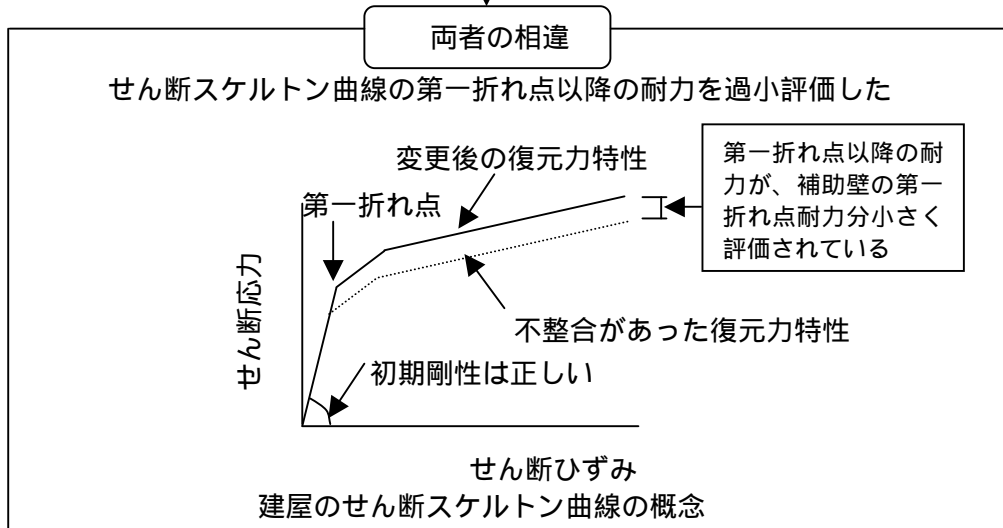 両者の相違
せん断スケルトン曲線の第一折れ点以降の耐力を過小評価した
変更後の復元力特性
第一折れ点以降の耐
力が、補助壁の第一
折れ点耐力分小さく
評価されている
第一折れ点
せん断応力
不整合があった復元力特性
初期剛性は正しい
せん断ひずみ
建屋のせん断スケルトン曲線の概念